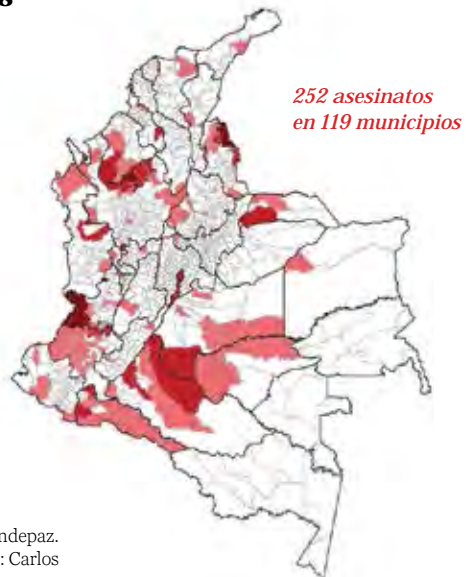 s
252 asesinatos
en 119 municipios
ndepaz.
: Carlos